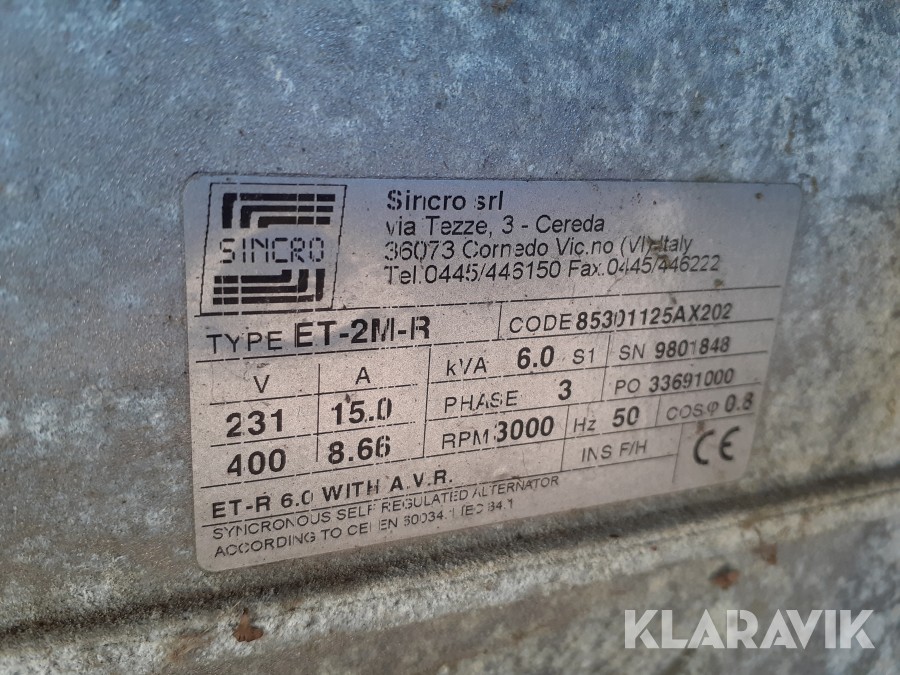 SINCRO
Sincro srl
via Tezze, 3 - Cereda
36073 Cornedo Vic.no (VI)-Italy
Tel.0445/446150 Fax.0445/446222
TYPE ET-2M-R
CODE 85301125AX202
V A
231 15.0
400 8.66
kVA 6.0 S1
SN 9801848
PHASE 3
PO 33691000
RPM 3000 Hz 50 COSφ 0.8
INS F/H
CE
ET-R 6.0 WITH A.V.R.
SYNCRONOUS SELF REGULATED ALTERNATOR
ACCORDING TO CEI EN 60034.1 IEC 34.1
KLARAVIK